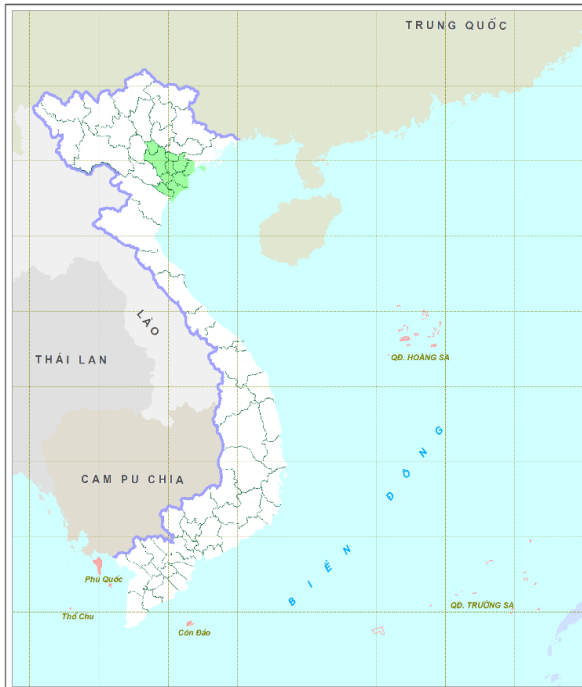 TRUNG QUỐC
LÀO
THÁI LAN
QĐ. HOÀNG SA
CAM PU CHIA
BIỂN ĐÔNG
Phú Quốc
Thổ Chu
Côn Đảo
QĐ. TRƯỜNG SA